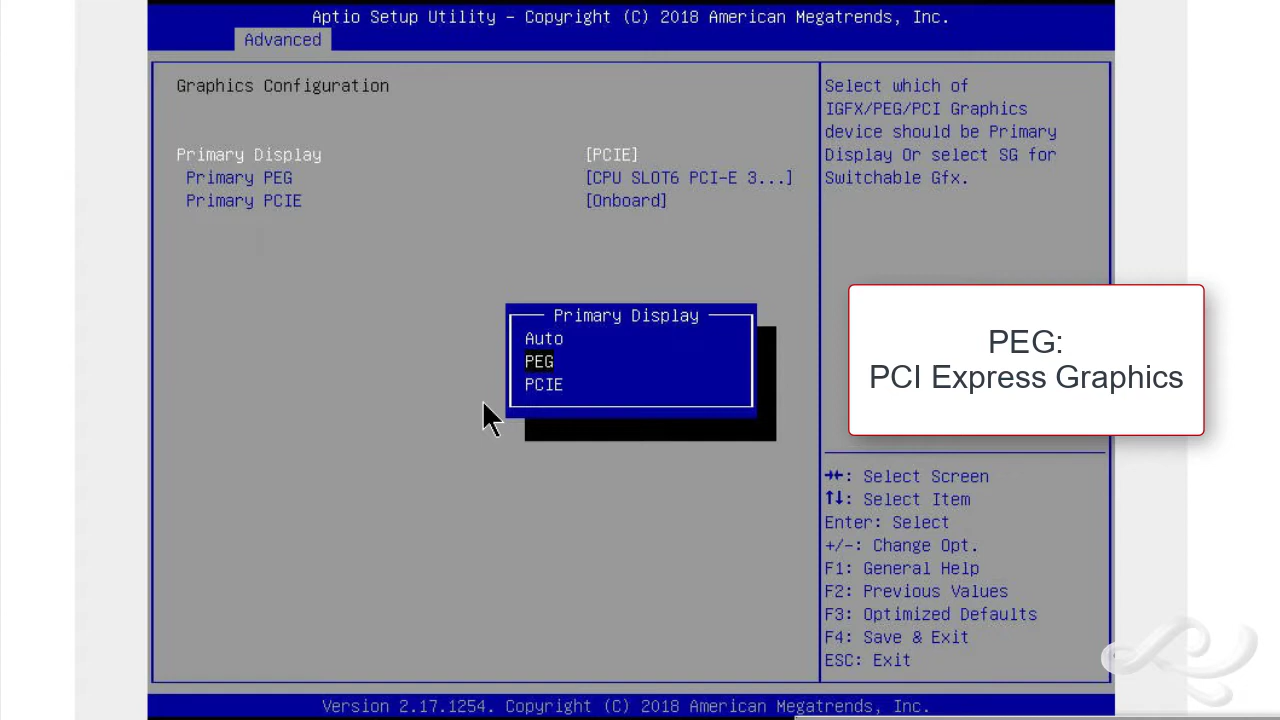 Aptio Setup Utility – Copyright (C) 2018 American Megatrends, Inc.
Advanced
Graphics Configuration
Primary Display [PCIE]
Primary PEG [CPU SLOT6 PCI-E 3...]
Primary PCIE [Onboard]
Primary Display
Auto
PEG
PCIE
Select which of
IGFX/PEG/PCI Graphics
device should be Primary
Display Or select SG for
Switchable Gfx.
PEG:
PCI Express Graphics
→←: Select Screen
↑↓: Select Item
Enter: Select
+/-: Change Opt.
F1: General Help
F2: Previous Values
F3: Optimized Defaults
F4: Save & Exit
ESC: Exit
Version 2.17.1254. Copyright (C) 2018 American Megatrends, Inc.